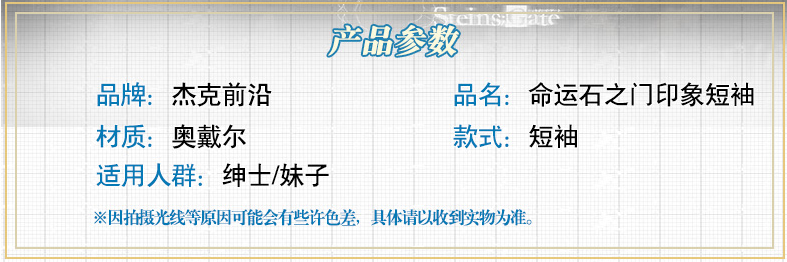 Steins Gate
产品参数
品牌：杰克前沿
品名：命运石之门印象短袖
材质：奥戴尔
款式：短袖
适用人群：绅士/妹子
※因拍摄光线等原因可能会有些许色差，具体请以收到实物为准。